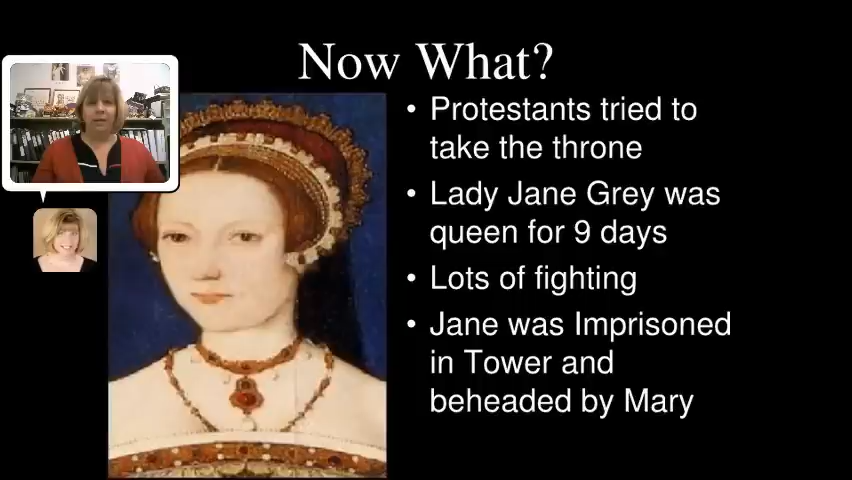 Now What?
• Protestants tried to
take the throne
• Lady Jane Grey was
queen for 9 days
• Lots of fighting
• Jane was Imprisoned
in Tower and
beheaded by Mary